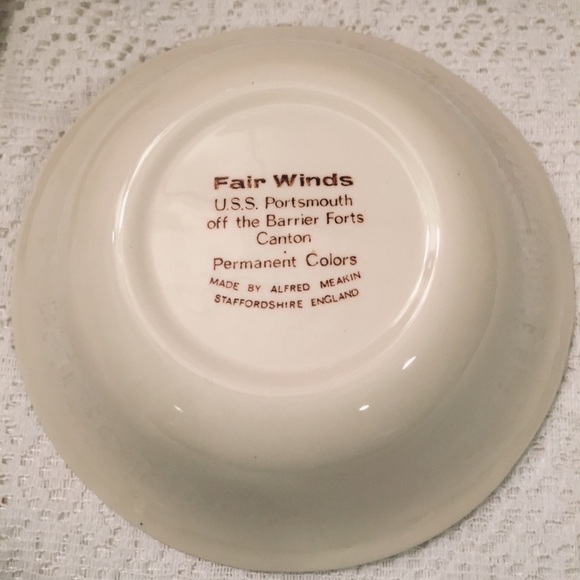 Fair Winds
U.S.S. Portsmouth
off the Barrier Forts
Canton
Permanent Colors
MADE BY ALFRED MEAKIN
STAFFORDSHIRE ENGLAND